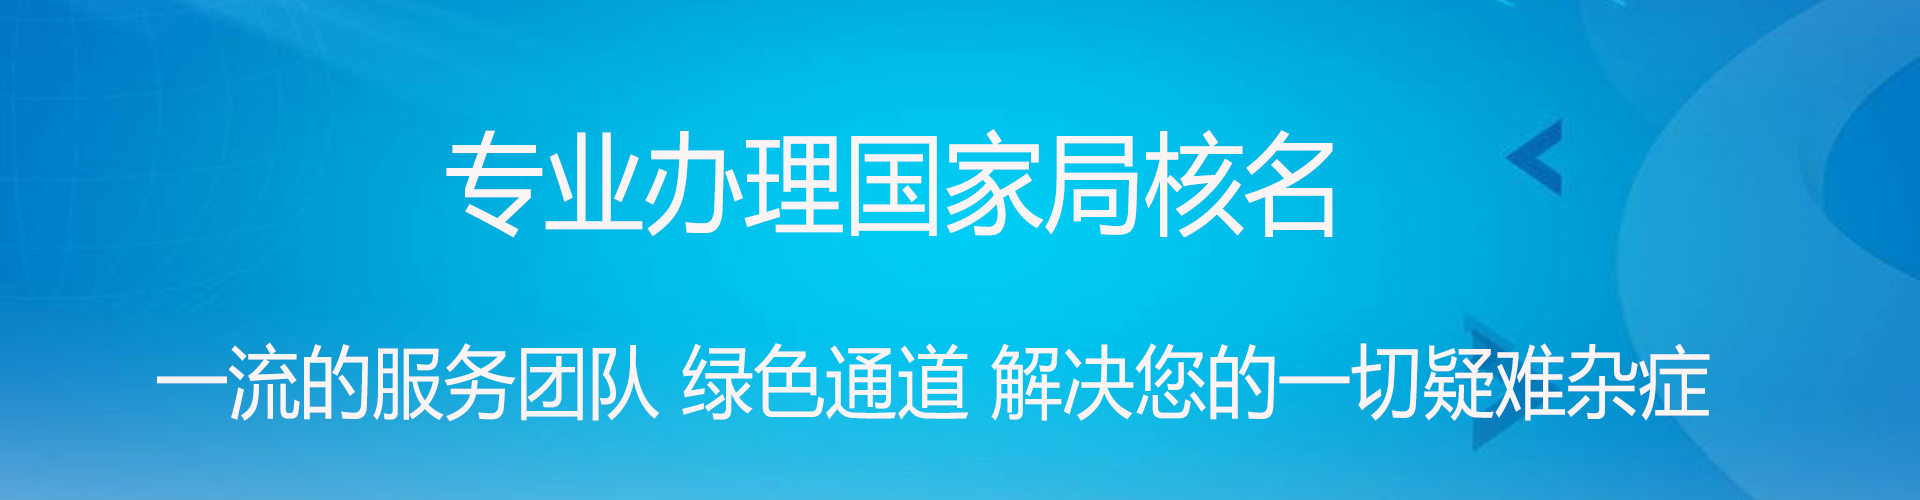 专业办理国家局核名
一流的服务团队 绿色通道 解决您的一切疑难杂症